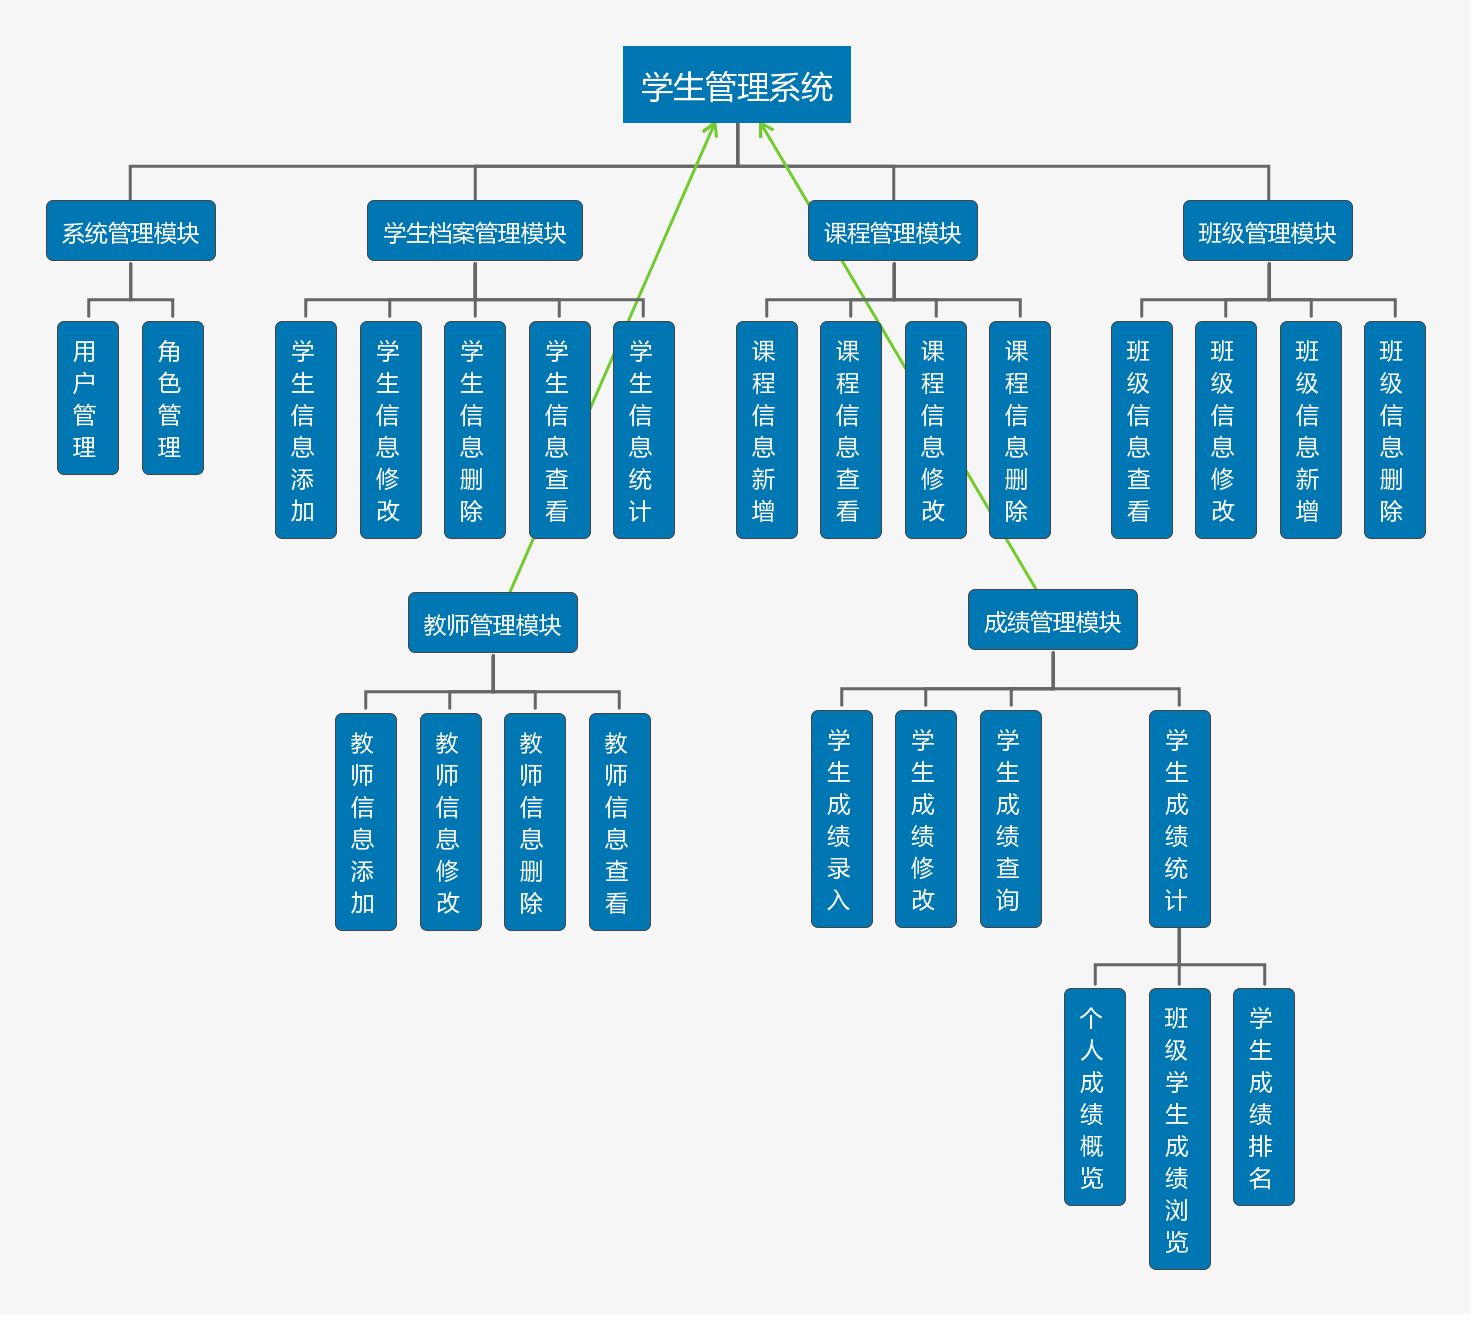 学生管理系统
系统管理模块
学生档案管理模块
课程管理模块
班级管理模块
用户管理
角色管理
学生信息添加
学生信息修改
学生信息删除
学生信息查看
学生信息统计
课程信息新增
课程信息查看
课程信息修改
课程信息删除
班级信息查看
班级信息修改
班级信息新增
班级信息删除
教师管理模块
成绩管理模块
教师信息添加
教师信息修改
教师信息删除
教师信息查看
学生成绩录入
学生成绩修改
学生成绩查询
学生成绩统计
个人成绩概览
班级学生成绩浏览
学生成绩排名